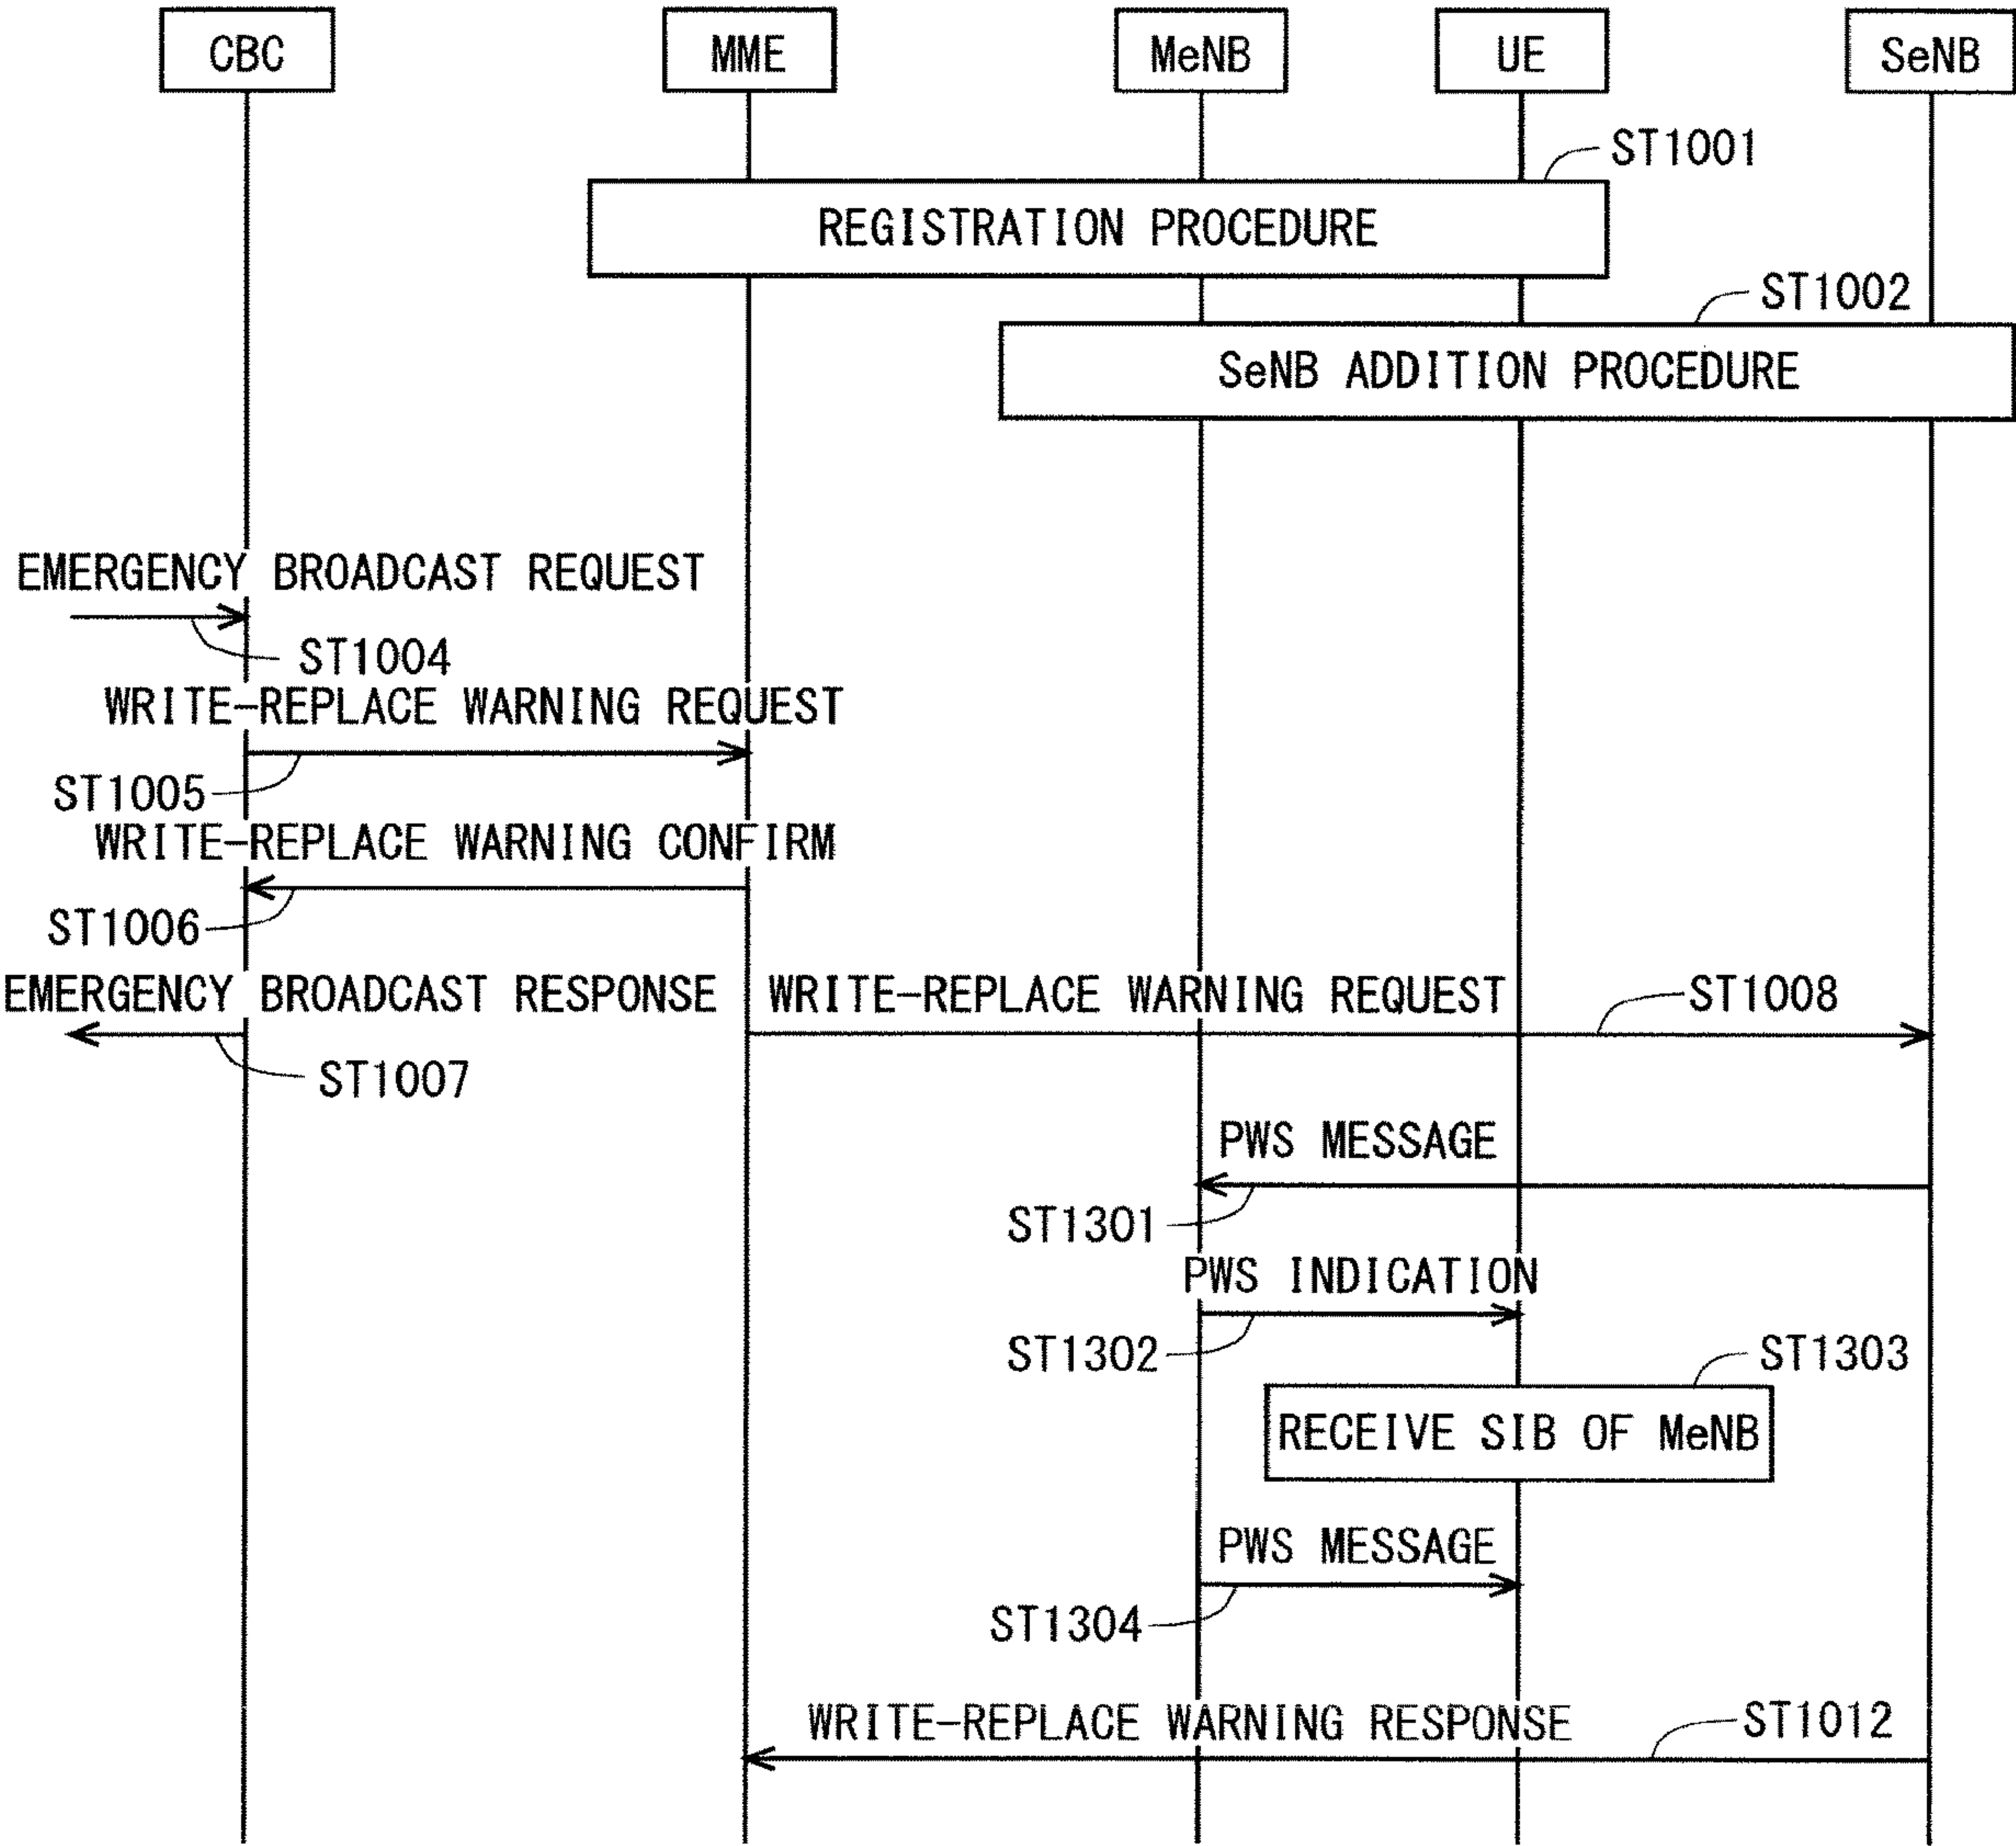 CBC
MME
MeNB
UE
SeNB
ST1001
REGISTRATION PROCEDURE
ST1002
SeNB ADDITION PROCEDURE
EMERGENCY BROADCAST REQUEST
ST1004
WRITE-REPLACE WARNING REQUEST
ST1005
WRITE-REPLACE WARNING CONFIRM
ST1006
EMERGENCY BROADCAST RESPONSE
WRITE-REPLACE WARNING REQUEST
ST1008
ST1007
PWS MESSAGE
ST1301
PWS INDICATION
ST1302
ST1303
RECEIVE SIB OF MeNB
PWS MESSAGE
ST1304
WRITE-REPLACE WARNING RESPONSE
ST1012